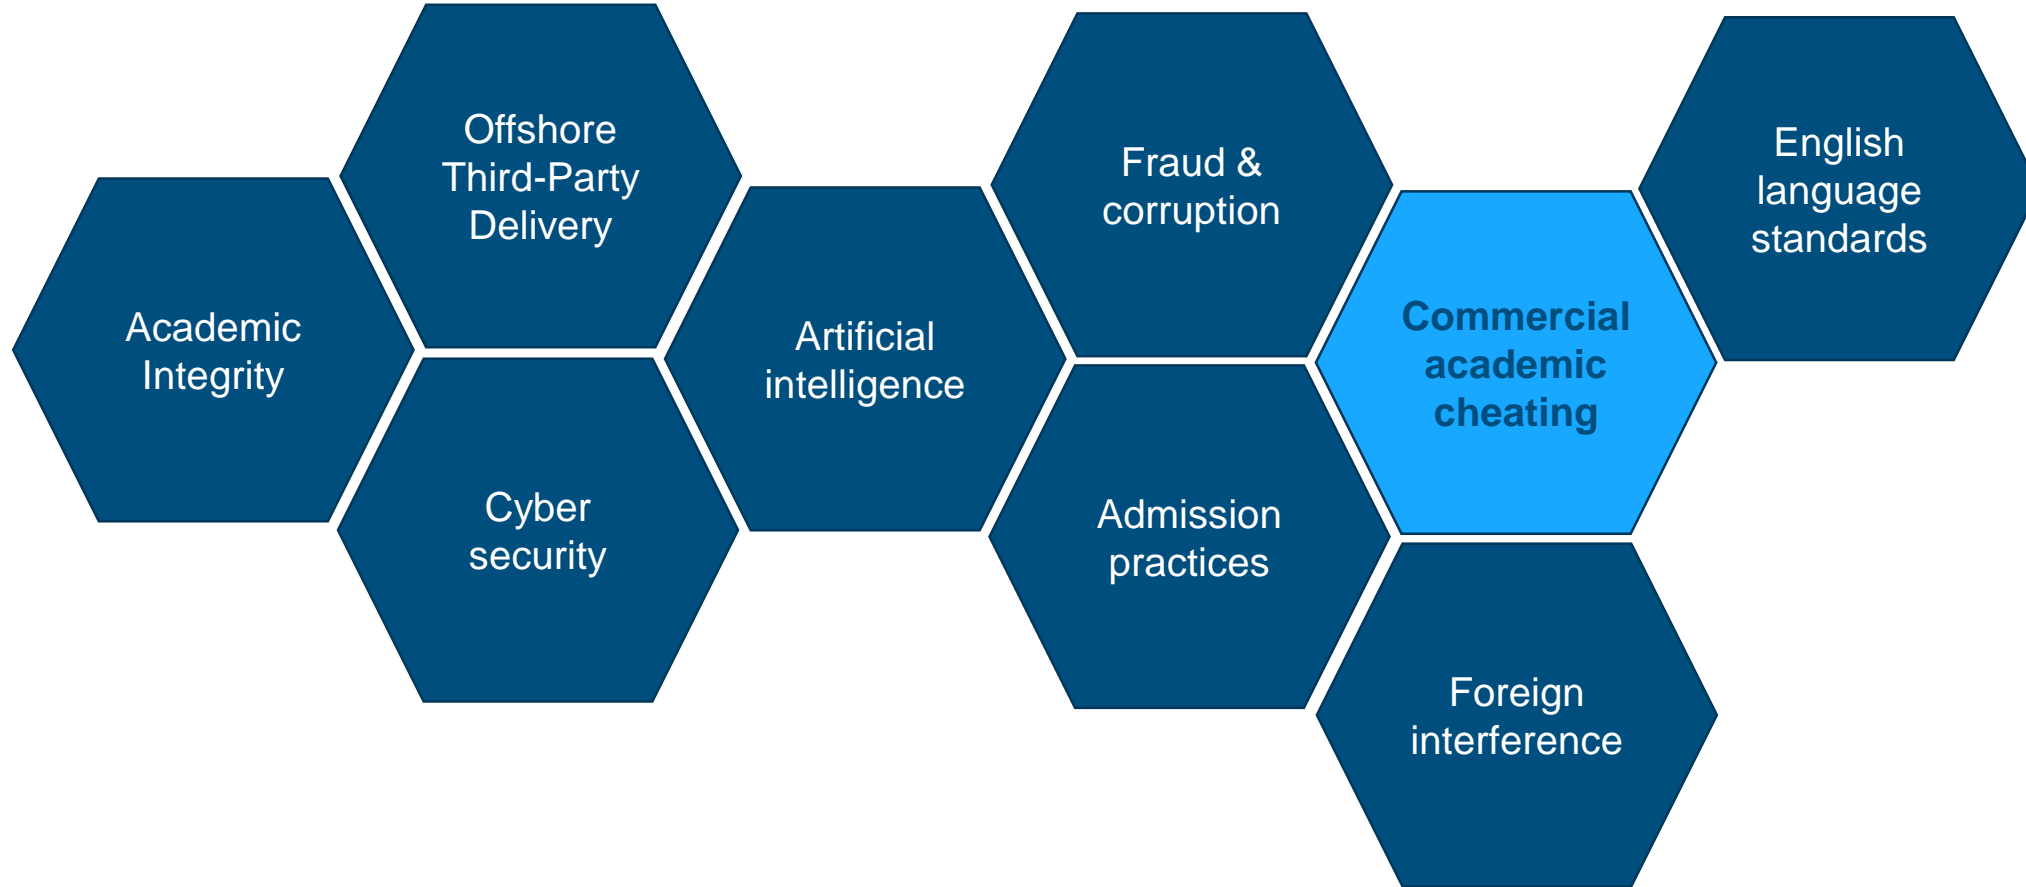 Academic
Integrity
Offshore
Third-Party
Delivery
Cyber
security
Artificial
intelligence
Fraud &
corruption
Admission
practices
Commercial
academic
cheating
Foreign
interference
English
language
standards